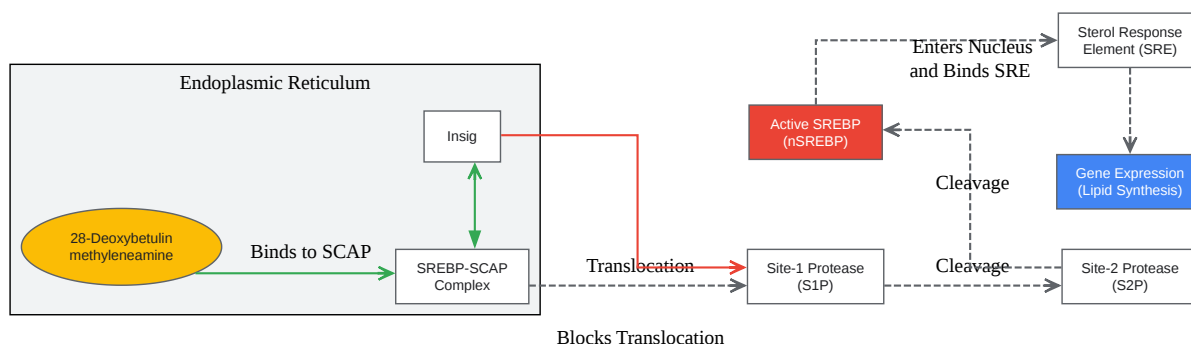 Sterol Response
Element (SRE)
Enters Nucleus
and Binds SRE
Endoplasmic Reticulum
Insig
Active SREBP
(nSREBP)
Gene Expression
(Lipid Synthesis)
Cleavage
28-Deoxybetulin
methyleneamine
Binds to SCAP
SREBP-SCAP
Complex
Translocation
Site-1 Protease
(S1P)
Cleavage
Site-2 Protease
(S2P)
Blocks Translocation